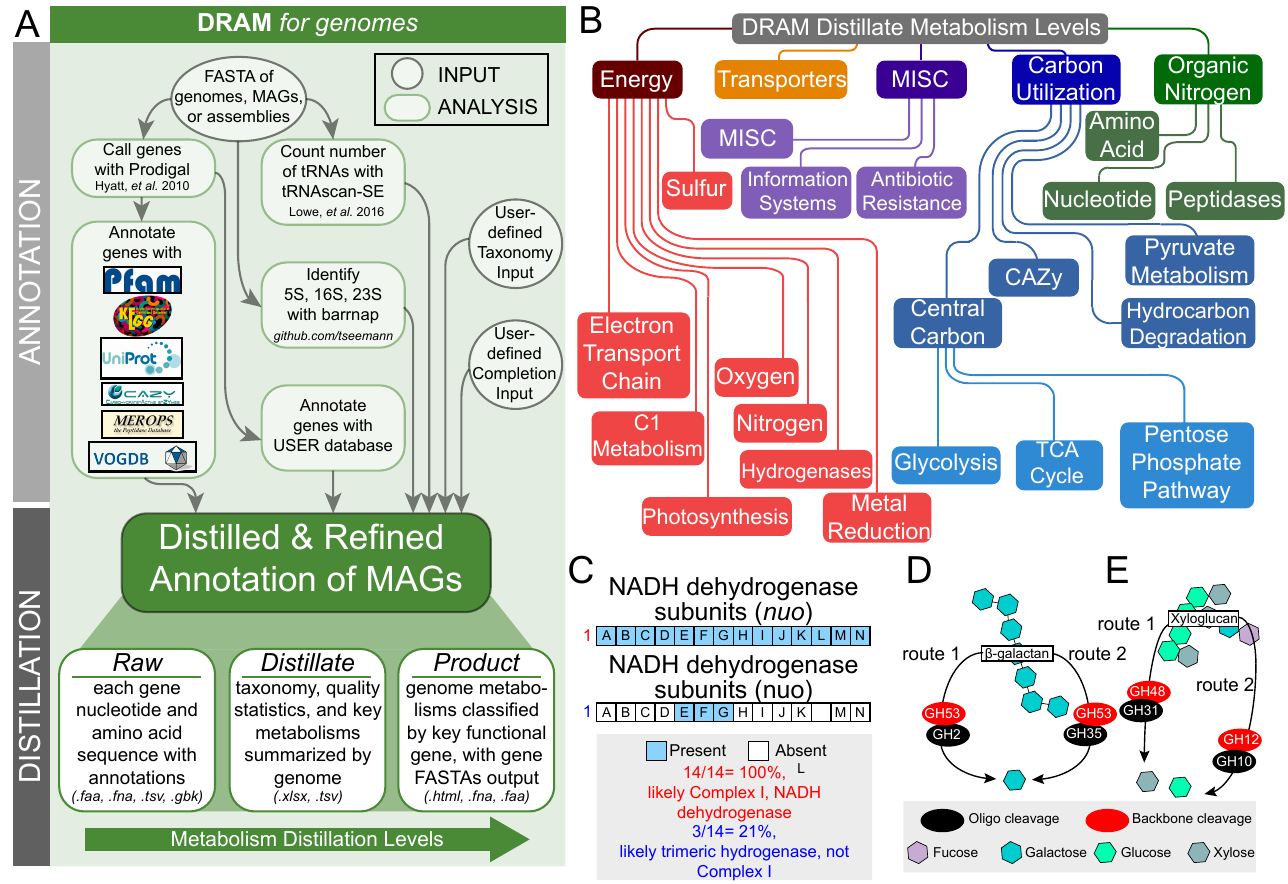 A
DRAM for genomes
ANNOTATION
DISTILLATION
FASTA of
genomes, MAGs,
or assemblies
INPUT
ANALYSIS
Call genes
with Prodigal
Hyatt, et al. 2010
Count number
of tRNAs with
tRNAscan-SE
Lowe, et al. 2016
Annotate
genes with
Pfam
KEGG
UniProt
CAZY
CARBOHYDRATE-ACTIVE ENZYMES
MEROPS
the Peptidase Database
VOGDB
Identify
5S, 16S, 23S
with barrnap
github.com/tseemann
Annotate
genes with
USER database
User-
defined
Taxonomy
Input
User-
defined
Completion
Input
Distilled & Refined
Annotation of MAGs
Raw
each gene
nucleotide and
amino acid
sequence with
annotations
(.faa, .fna, .tsv, .gbk)
Distillate
taxonomy, quality
statistics, and key
metabolisms
summarized by
genome
(.xlsx, .tsv)
Product
genome metabo-
lisms classified
by key functional
gene, with gene
FASTAs output
(.html, .fna, .faa)
Metabolism Distillation Levels
B
DRAM Distillate Metabolism Levels
Energy
Transporters
MISC
Carbon
Utilization
Organic
Nitrogen
MISC
Sulfur
Information
Systems
Antibiotic
Resistance
Amino
Acid
Nucleotide
Peptidases
Pyruvate
Metabolism
CAZy
Central
Carbon
Hydrocarbon
Degradation
Electron
Transport
Chain
Oxygen
C1
Metabolism
Nitrogen
Hydrogenases
Photosynthesis
Metal
Reduction
Glycolysis
TCA
Cycle
Pentose
Phosphate
Pathway
C
NADH dehydrogenase
subunits (nuo)
1 A B C D E F G H I J K L M N
NADH dehydrogenase
subunits (nuo)
1 A B C D E F G H I J K M N
Present
Absent
L
14/14= 100%,
likely Complex I, NADH
dehydrogenase
3/14= 21%,
likely trimeric hydrogenase, not
Complex I
D
route 1
β-galactan
route 2
GH53
GH2
GH53
GH35
E
route 1
Xyloglucan
route 2
GH48
GH31
GH12
GH10
Oligo cleavage
Backbone cleavage
Fucose
Galactose
Glucose
Xylose